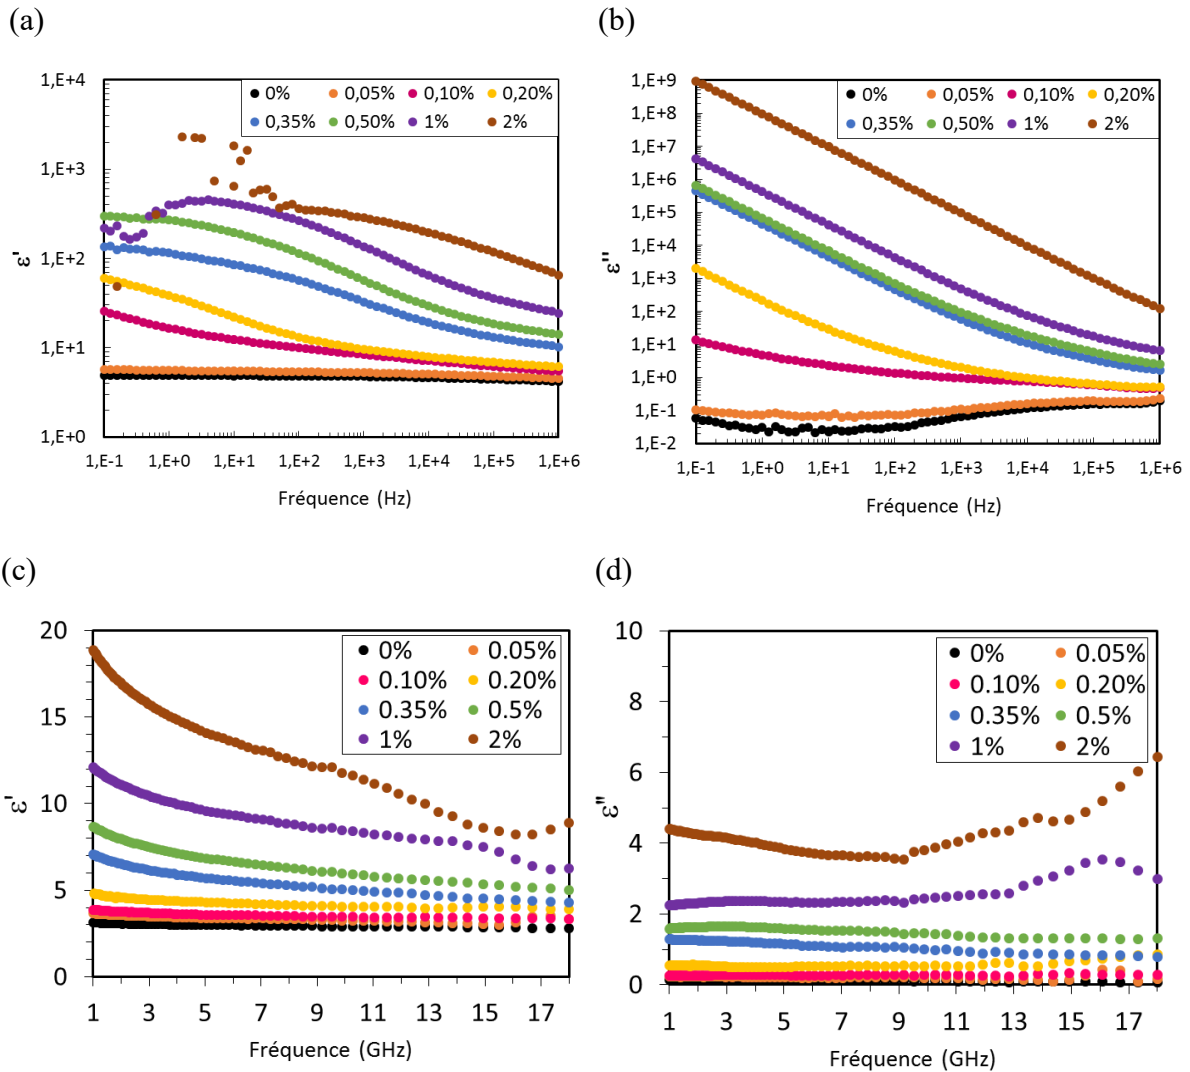 (a)
ε'
1,E+4
1,E+3
1,E+2
1,E+1
1,E+0
0% 0,05% 0,10% 0,20%
0,35% 0,50% 1% 2%
1,E-1 1,E+0 1,E+1 1,E+2 1,E+3 1,E+4 1,E+5 1,E+6
Fréquence (Hz)
(b)
ε''
1,E+9
1,E+8
1,E+7
1,E+6
1,E+5
1,E+4
1,E+3
1,E+2
1,E+1
1,E+0
1,E-1
1,E-2
0% 0,05% 0,10% 0,20%
0,35% 0,50% 1% 2%
1,E-1 1,E+0 1,E+1 1,E+2 1,E+3 1,E+4 1,E+5 1,E+6
Fréquence (Hz)
(c)
ε'
20
15
10
5
0
0% 0.05%
0.10% 0.20%
0.35% 0.5%
1% 2%
1 3 5 7 9 11 13 15 17
Fréquence (GHz)
(d)
ε''
10
8
6
4
2
0
0% 0.05%
0.10% 0.20%
0.35% 0.5%
1% 2%
1 3 5 7 9 11 13 15 17
Fréquence (GHz)